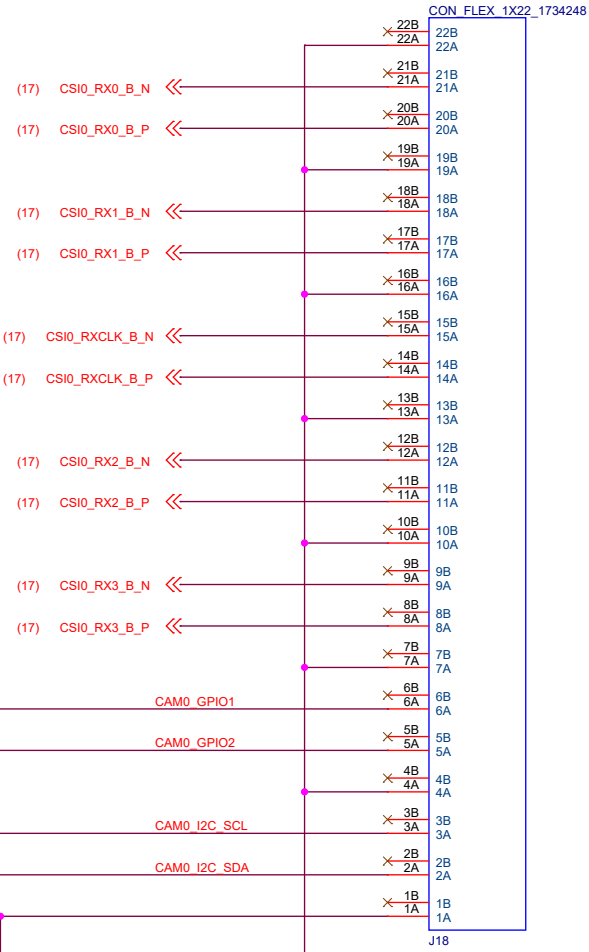 CON_FLEX_1X22_1734248
22B 22B
22A 22A
21B 21B
(17) CSI0_RX0_B_N 21A 21A
20B 20B
(17) CSI0_RX0_B_P 20A 20A
19B 19B
19A 19A
18B 18B
(17) CSI0_RX1_B_N 18A 18A
17B 17B
(17) CSI0_RX1_B_P 17A 17A
16B 16B
16A 16A
15B 15B
(17) CSI0_RXCLK_B_N 15A 15A
14B 14B
(17) CSI0_RXCLK_B_P 14A 14A
13B 13B
13A 13A
12B 12B
(17) CSI0_RX2_B_N 12A 12A
11B 11B
(17) CSI0_RX2_B_P 11A 11A
10B 10B
10A 10A
9B 9B
(17) CSI0_RX3_B_N 9A 9A
8B 8B
(17) CSI0_RX3_B_P 8A 8A
7B 7B
7A 7A
6B 6B
CAM0_GPIO1 6A 6A
5B 5B
CAM0_GPIO2 5A 5A
4B 4B
4A 4A
3B 3B
CAM0_I2C_SCL 3A 3A
2B 2B
CAM0_I2C_SDA 2A 2A
1B 1B
1A 1A
J18